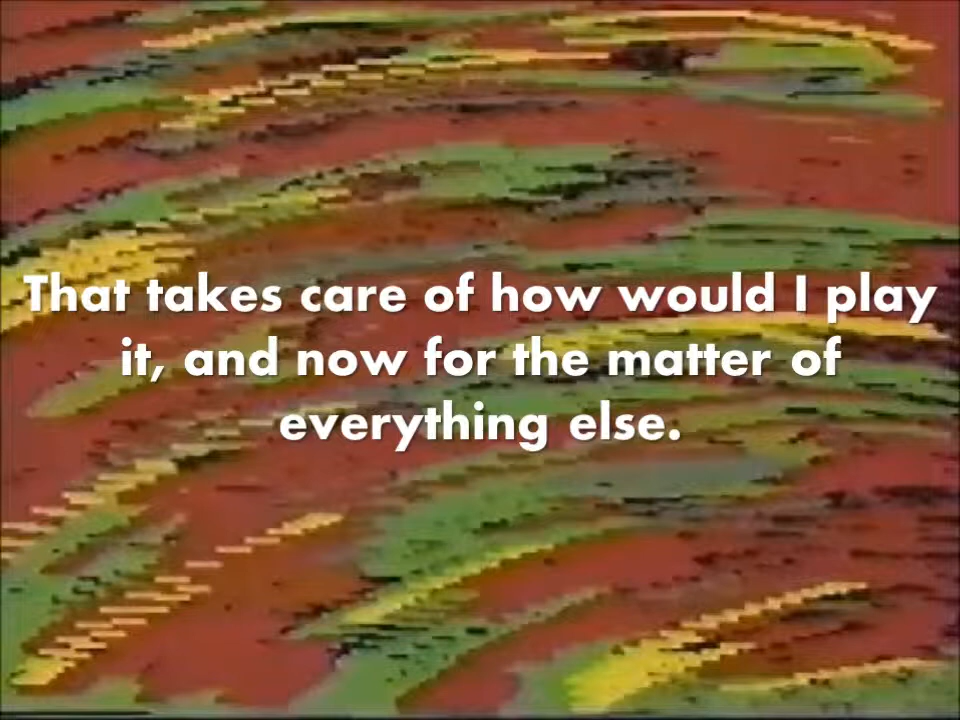 That takes care of how would I play
it, and now for the matter of
everything else.